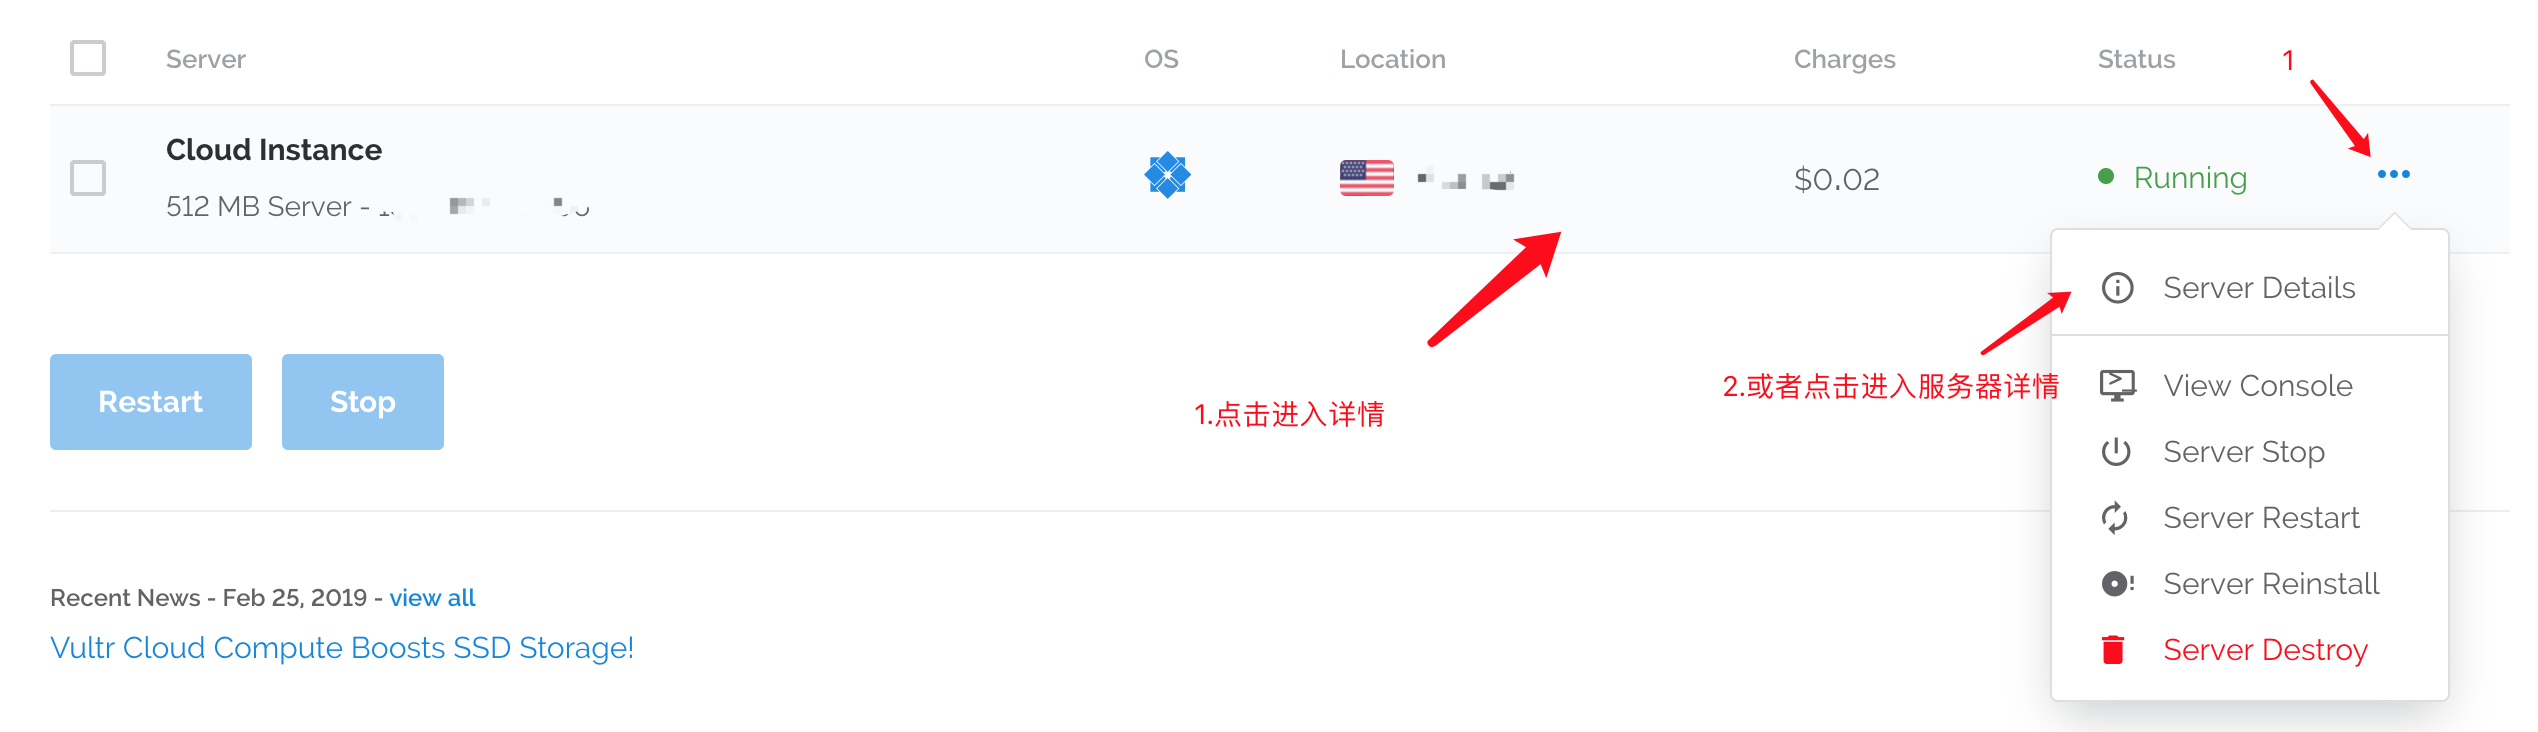 Server OS Location Charges Status 1
Cloud Instance
512 MB Server -
$0.02 Running
Server Details
2.或者点击进入服务器详情
1.点击进入详情
View Console
Server Stop
Server Restart
Server Reinstall
Server Destroy
Restart Stop
Recent News - Feb 25, 2019 - view all
Vultr Cloud Compute Boosts SSD Storage!